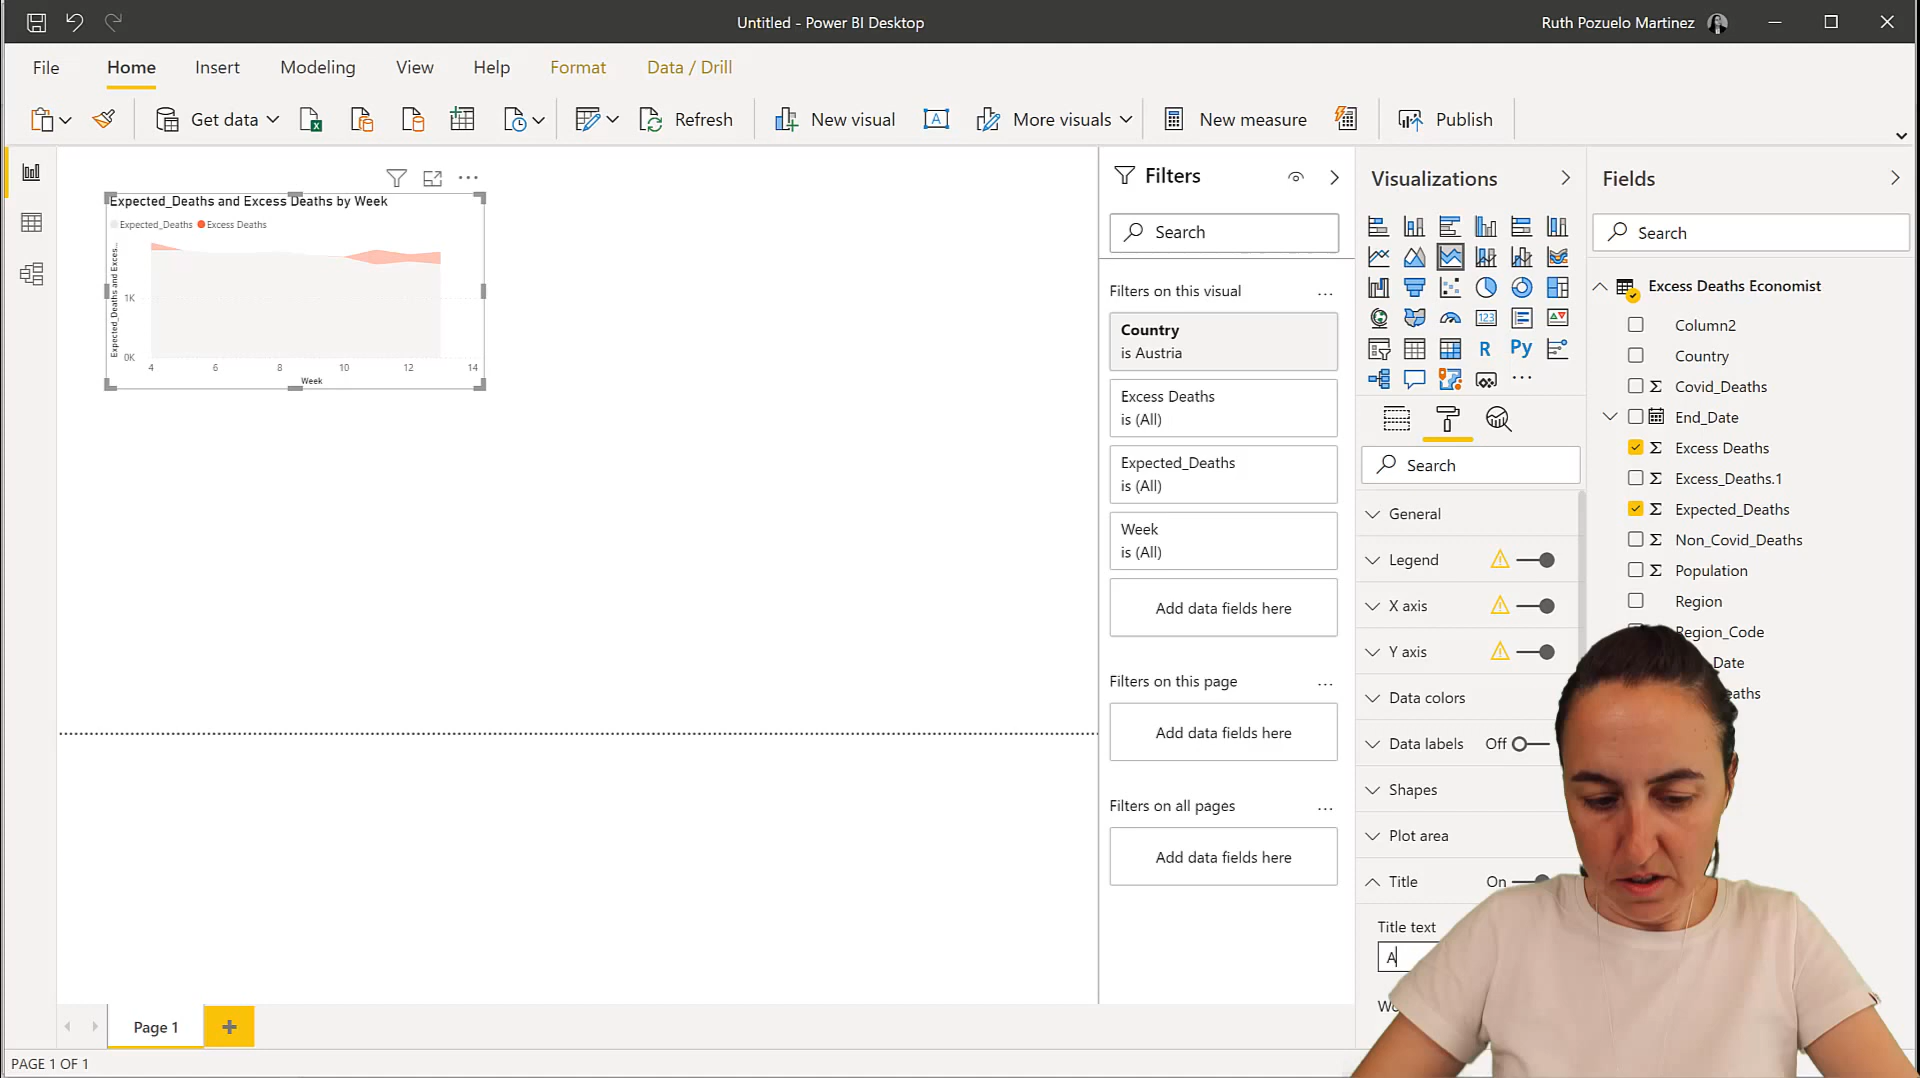 Untitled - Power BI Desktop
Ruth Pozuelo Martinez
File
Home
Insert
Modeling
View
Help
Format
Data / Drill
Get data
Refresh
New visual
More visuals
New measure
Publish
Expected_Deaths and Excess Deaths by Week
Expected_Deaths
Excess Deaths
Expected_Deaths and Exces...
1K
0K
4
6
8
10
12
14
Week
Filters
Search
Filters on this visual
Country
is Austria
Excess Deaths
is (All)
Expected_Deaths
is (All)
Week
is (All)
Add data fields here
Filters on this page
Add data fields here
Filters on all pages
Add data fields here
Visualizations
123
R
Py
Search
General
Legend
X axis
Y axis
Data colors
Data labels
Off
Shapes
Plot area
Title
On
Title text
A
Fields
Search
Excess Deaths Economist
Column2
Country
Covid_Deaths
End_Date
Excess Deaths
Excess_Deaths.1
Expected_Deaths
Non_Covid_Deaths
Population
Region
Region_Code
Date
eaths
Page 1
PAGE 1 OF 1